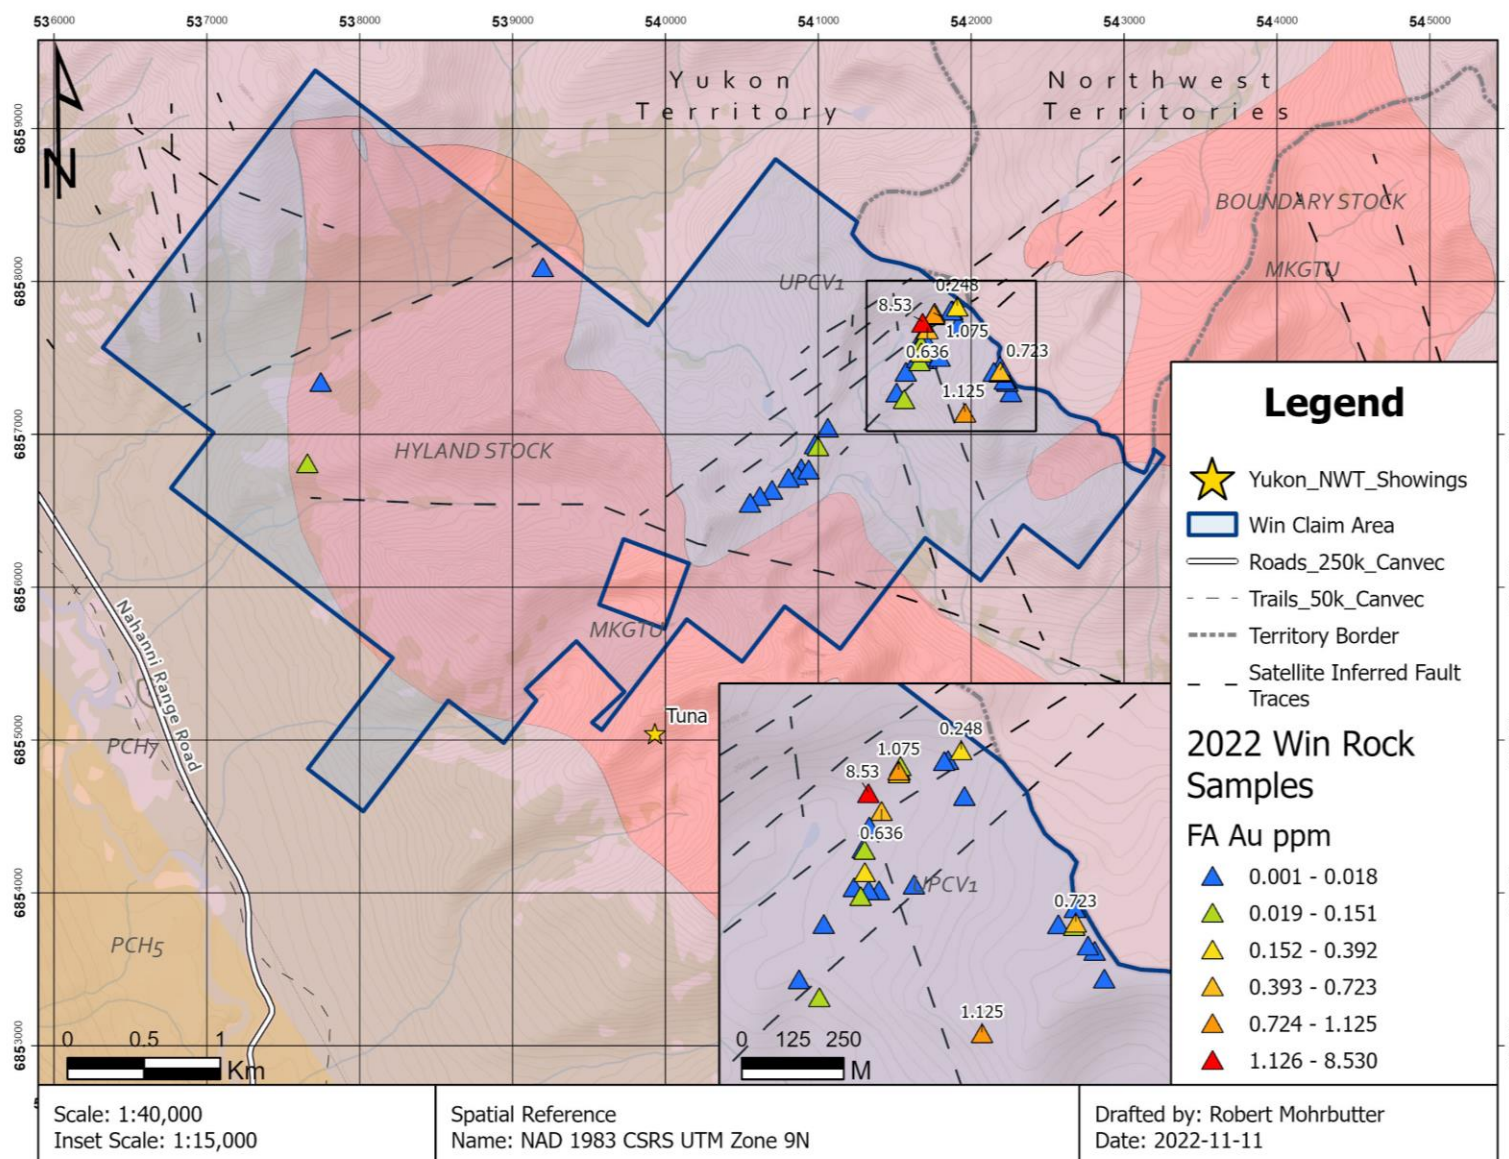 536000 537000 538000 539000 540000 541000 542000 543000 544000 545000
6859000
6858000
6857000
6856000
6855000
6854000
6853000
N
Yukon
Territory
Northwest
Territories
BOUNDARY STOCK
MKGTU
UPCV1
0.248
8.53
1.075
0.636
0.723
1.125
HYLAND STOCK
MKGTU
Tuna
Nahanni Range Road
PCH7
PCH5
0.248
1.075
8.53
0.636
UPCV1
0.723
1.125
0 0.5 1
Km
0 125 250
M
Legend
Yukon_NWT_Showings
Win Claim Area
Roads_250k_Canvec
Trails_50k_Canvec
Territory Border
Satellite Inferred Fault
Traces
2022 Win Rock
Samples
FA Au ppm
0.001 - 0.018
0.019 - 0.151
0.152 - 0.392
0.393 - 0.723
0.724 - 1.125
1.126 - 8.530
Scale: 1:40,000
Inset Scale: 1:15,000
Spatial Reference
Name: NAD 1983 CSRS UTM Zone 9N
Drafted by: Robert Mohrbutter
Date: 2022-11-11